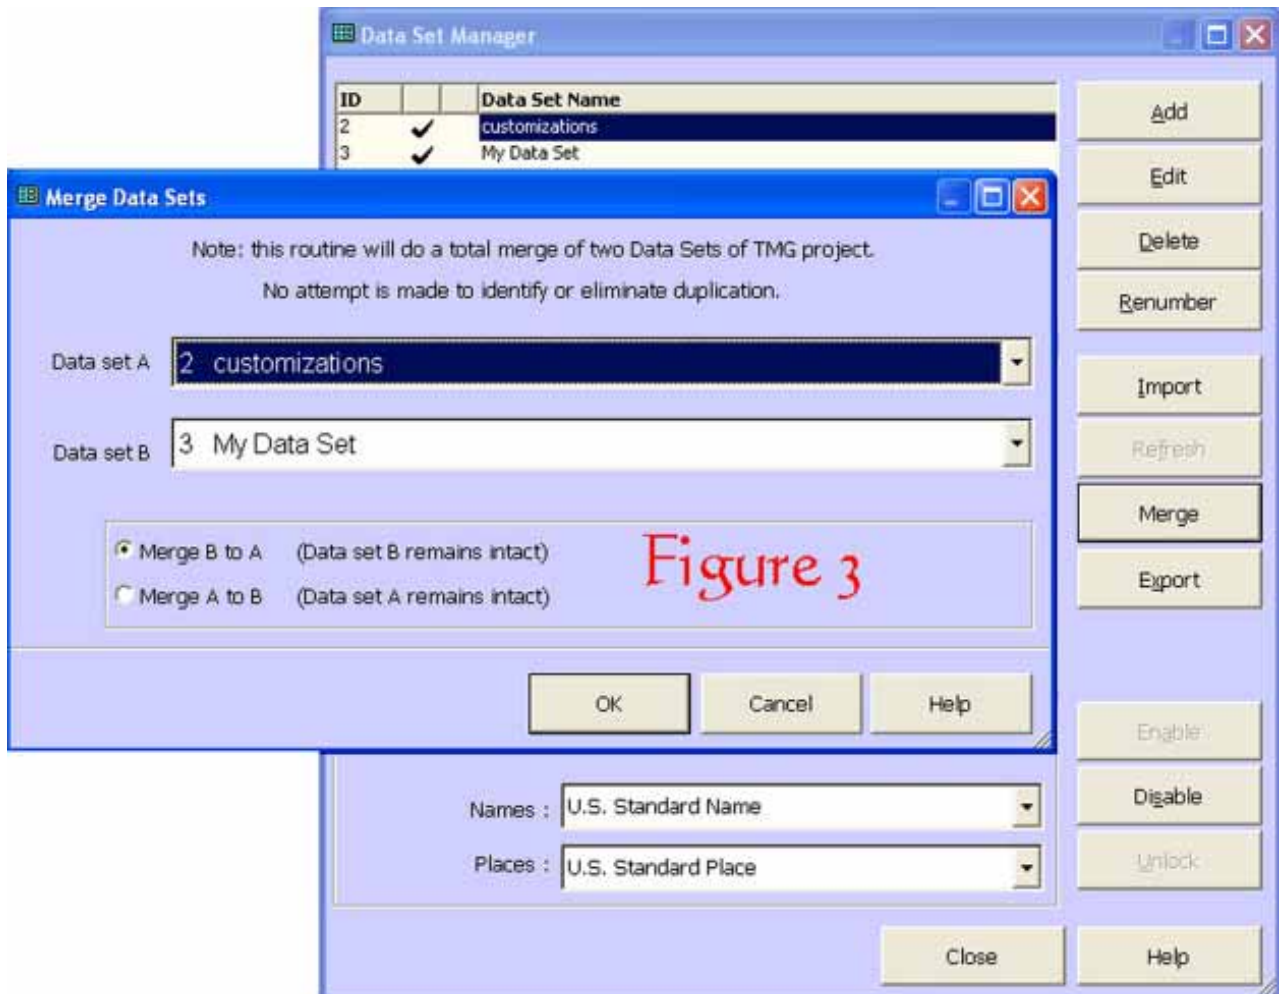 Data Set Manager
ID Data Set Name
2 customizations
3 My Data Set
Add
Edit
Delete
Renumber
Import
Refresh
Merge
Export
Enable
Disable
Unlock
Merge Data Sets
Note: this routine will do a total merge of two Data Sets of TMG project.
No attempt is made to identify or eliminate duplication.
Data set A 2 customizations
Data set B 3 My Data Set
Merge B to A (Data set B remains intact)
Merge A to B (Data set A remains intact)
Figure 3
OK Cancel Help
Names : U.S. Standard Name
Places : U.S. Standard Place
Close Help